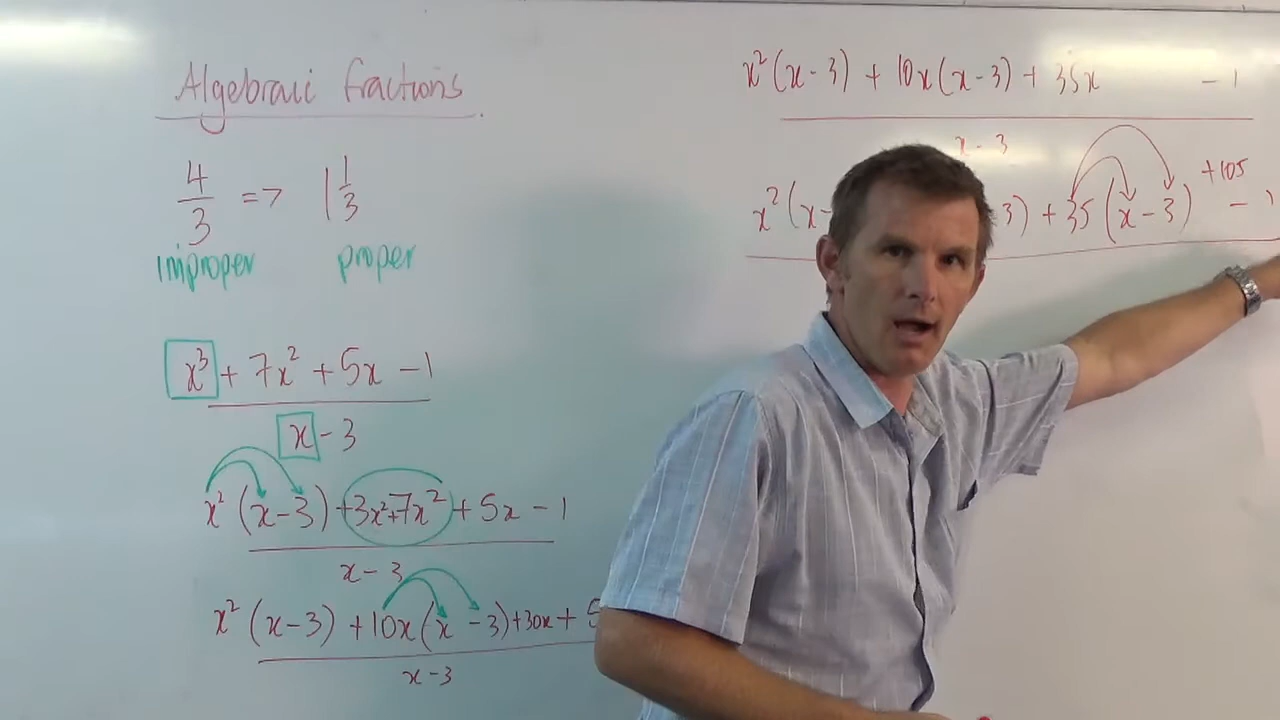 Algebraic fractions
4/3 => 1 1/3
improper proper
x³ + 7x² + 5x - 1
x - 3
x² (x - 3) + 3x² + 7x² + 5x - 1
x - 3
x² (x - 3) + 10x (x - 3) + 30x + 5
x - 3
x² (x - 3) + 10x (x - 3) + 35x - 1
x - 3
+105
x² (x - 3) + 35 (x - 3) - 1